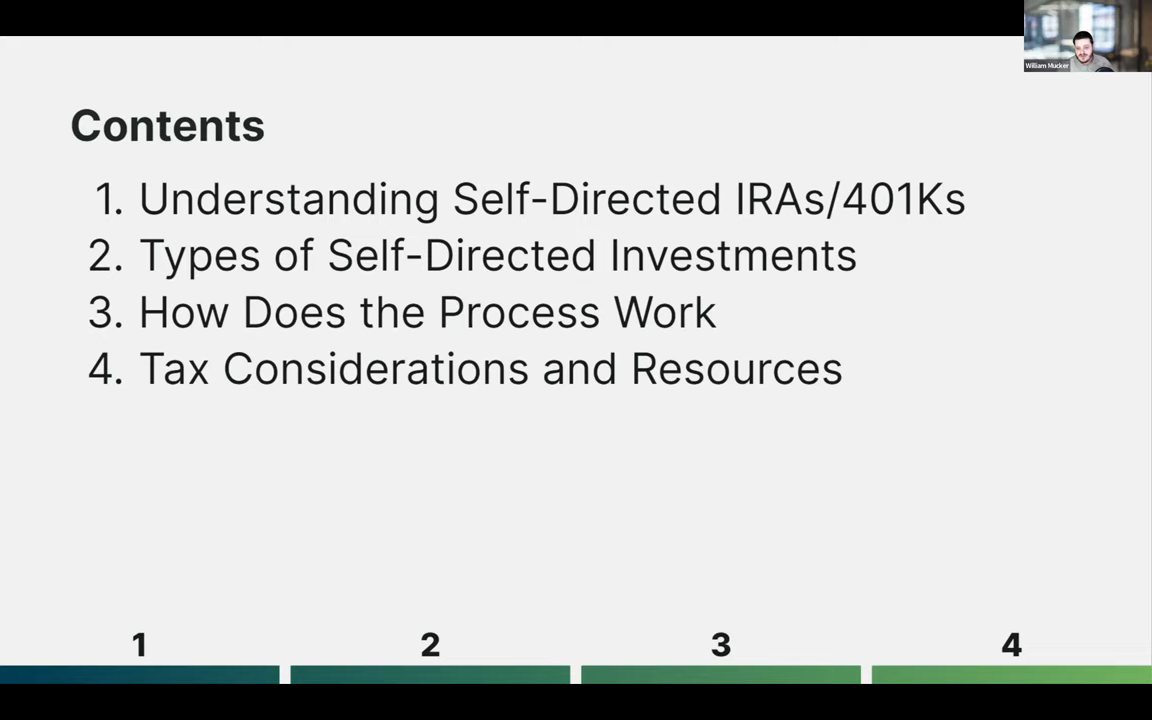 William Mucker
Contents
1. Understanding Self-Directed IRAs/401Ks
2. Types of Self-Directed Investments
3. How Does the Process Work
4. Tax Considerations and Resources
1 2 3 4